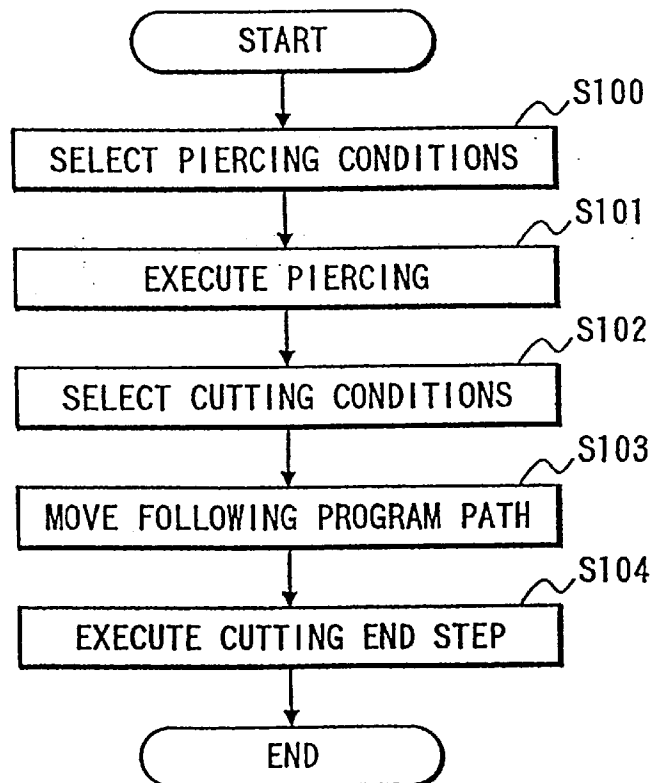 START
S100
SELECT PIERCING CONDITIONS
S101
EXECUTE PIERCING
S102
SELECT CUTTING CONDITIONS
S103
MOVE FOLLOWING PROGRAM PATH
S104
EXECUTE CUTTING END STEP
END